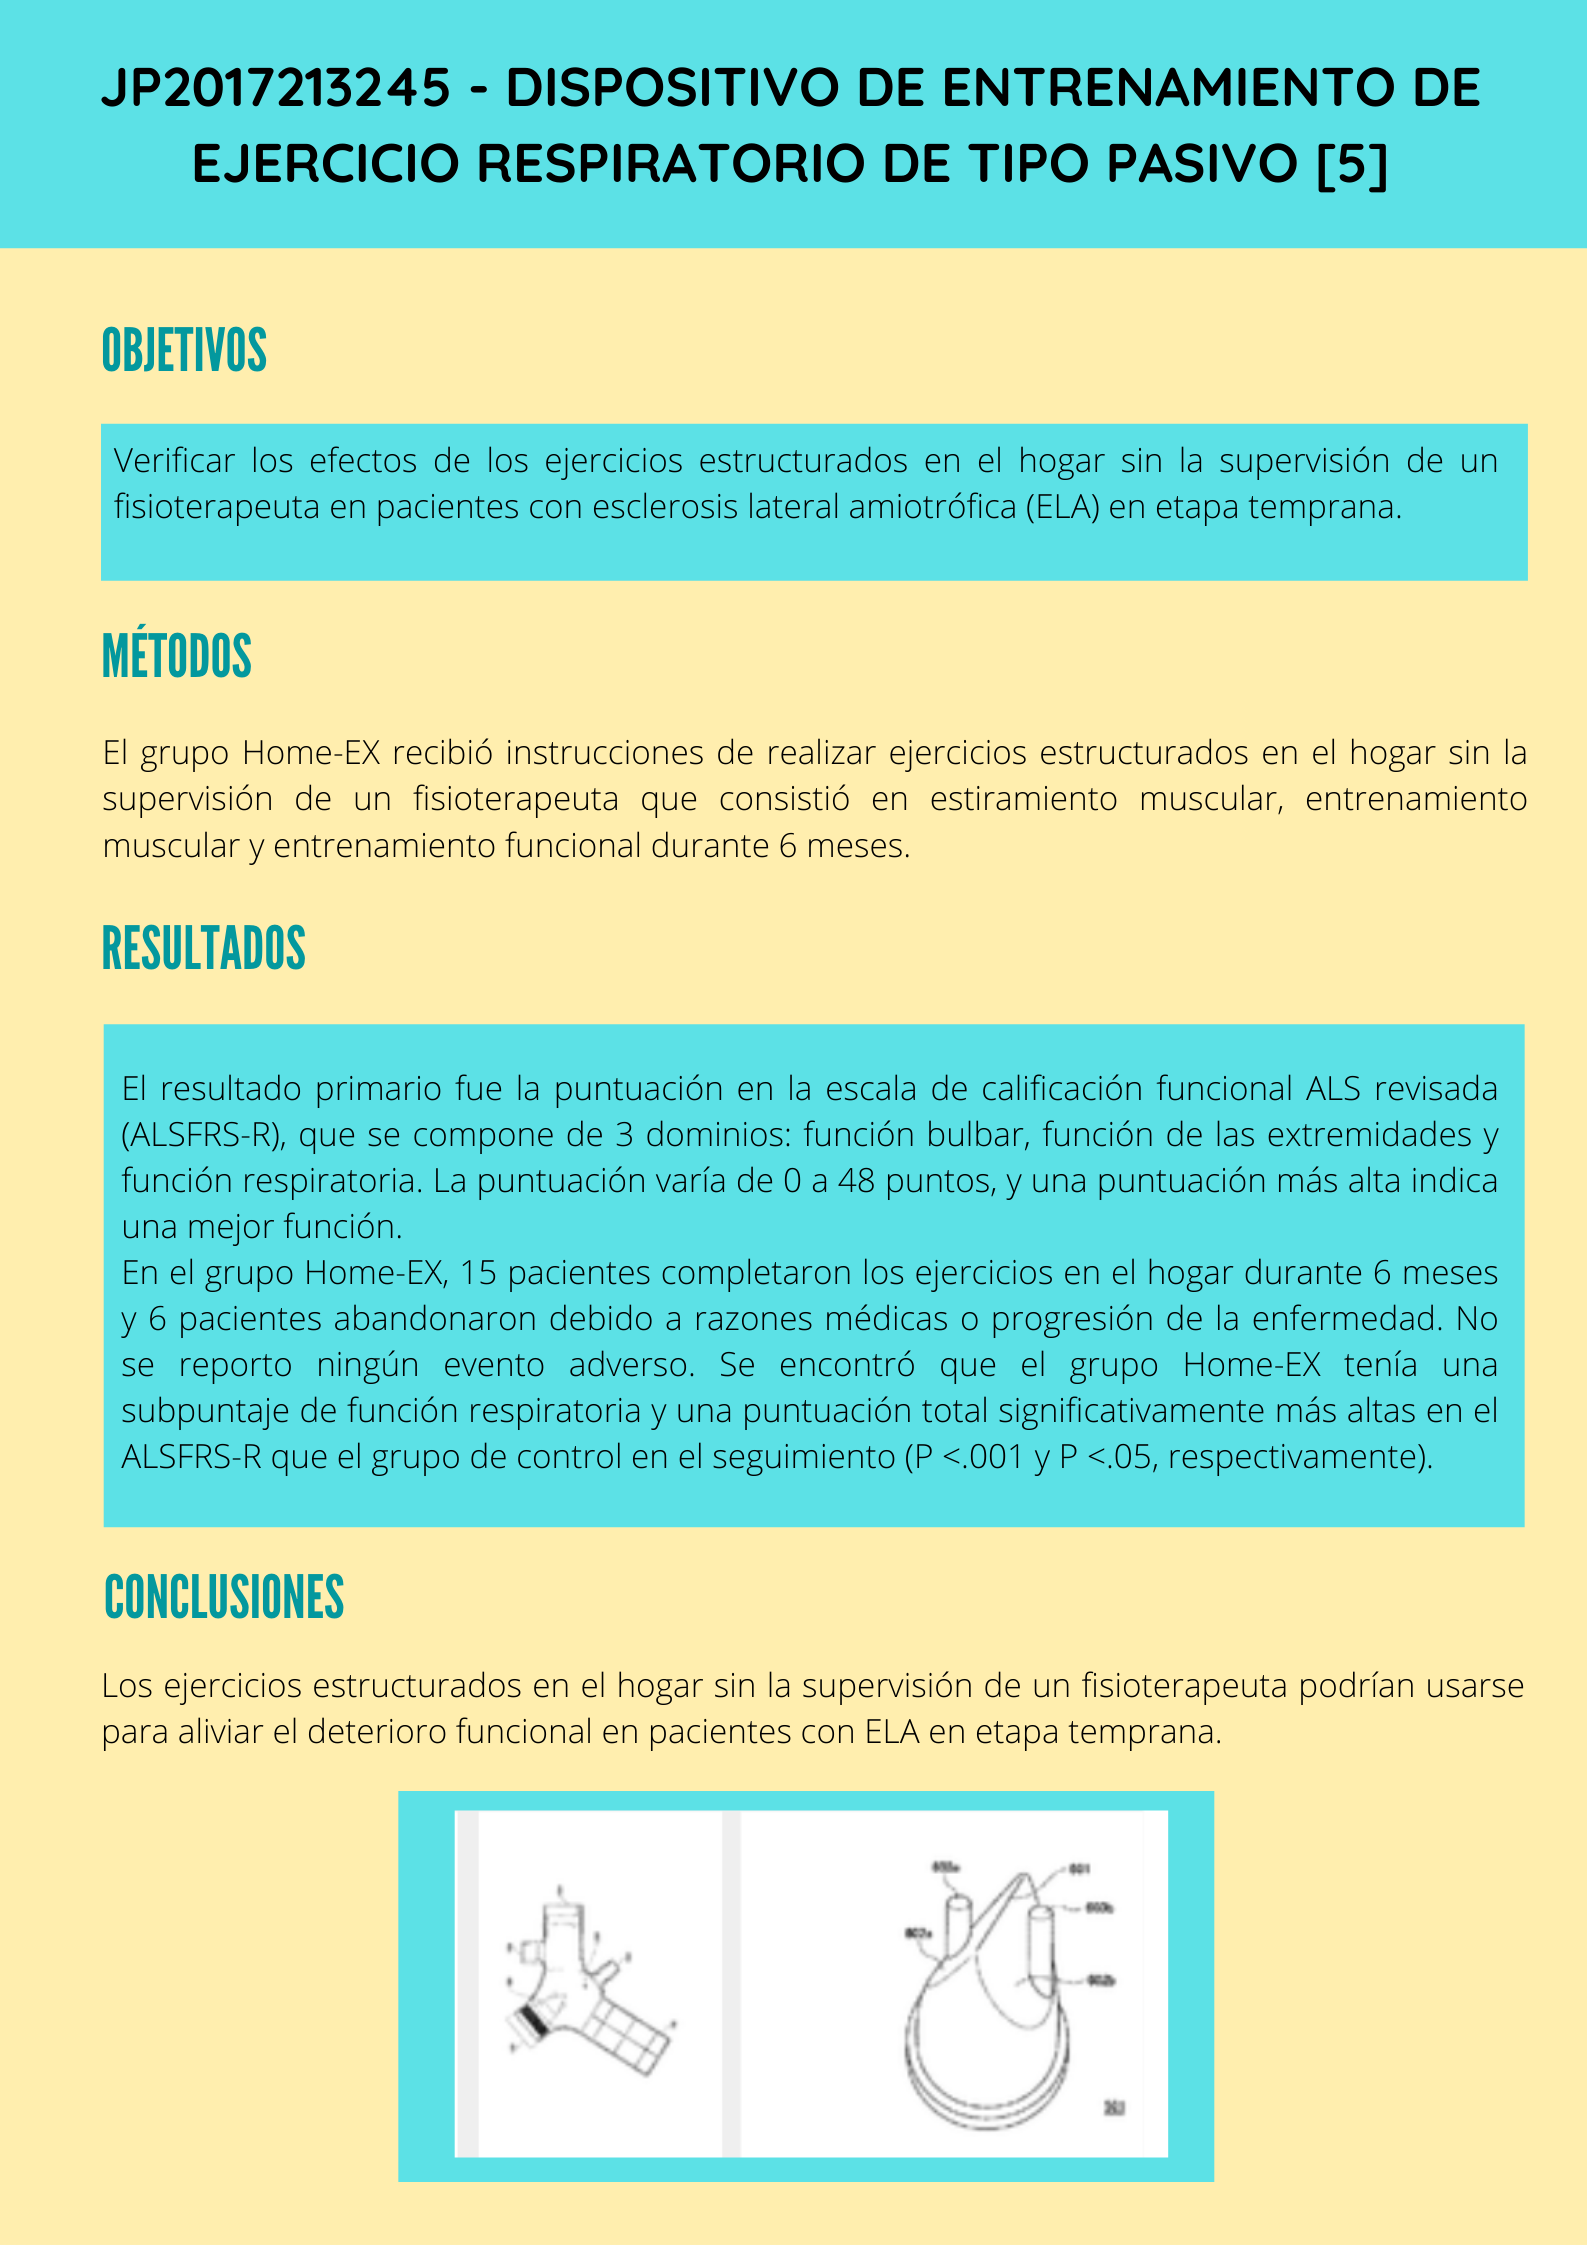 JP2017213245 - DISPOSITIVO DE ENTRENAMIENTO DE
EJERCICIO RESPIRATORIO DE TIPO PASIVO [5]
OBJETIVOS
Verificar los efectos de los ejercicios estructurados en el hogar sin la supervisión de un
fisioterapeuta en pacientes con esclerosis lateral amiotrófica (ELA) en etapa temprana.
MÉTODOS
El grupo Home-EX recibió instrucciones de realizar ejercicios estructurados en el hogar sin la
supervisión de un fisioterapeuta que consistió en estiramiento muscular, entrenamiento
muscular y entrenamiento funcional durante 6 meses.
RESULTADOS
El resultado primario fue la puntuación en la escala de calificación funcional ALS revisada
(ALSFRS-R), que se compone de 3 dominios: función bulbar, función de las extremidades y
función respiratoria. La puntuación varía de 0 a 48 puntos, y una puntuación más alta indica
una mejor función.
En el grupo Home-EX, 15 pacientes completaron los ejercicios en el hogar durante 6 meses
y 6 pacientes abandonaron debido a razones médicas o progresión de la enfermedad. No
se reporto ningún evento adverso. Se encontró que el grupo Home-EX tenía una
subpuntaje de función respiratoria y una puntuación total significativamente más altas en el
ALSFRS-R que el grupo de control en el seguimiento (P <.001 y P <.05, respectivamente).
CONCLUSIONES
Los ejercicios estructurados en el hogar sin la supervisión de un fisioterapeuta podrían usarse
para aliviar el deterioro funcional en pacientes con ELA en etapa temprana.
601
602a
602b